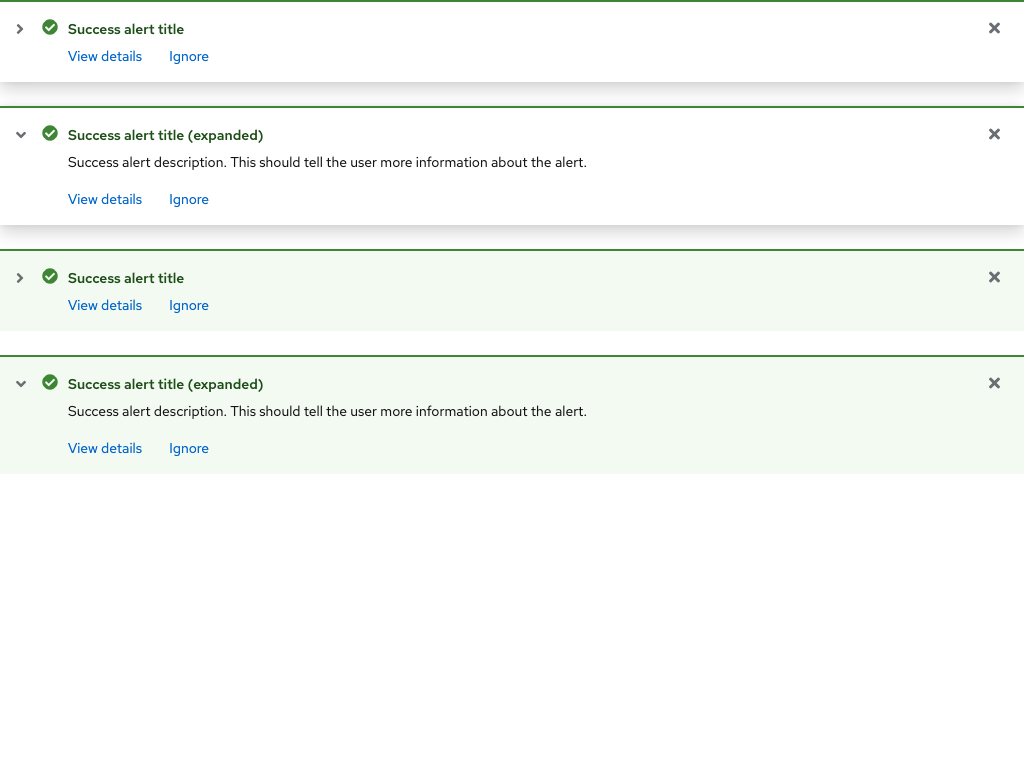 Success alert title
View details Ignore
Success alert title (expanded)
Success alert description. This should tell the user more information about the alert.
View details Ignore
Success alert title
View details Ignore
Success alert title (expanded)
Success alert description. This should tell the user more information about the alert.
View details Ignore